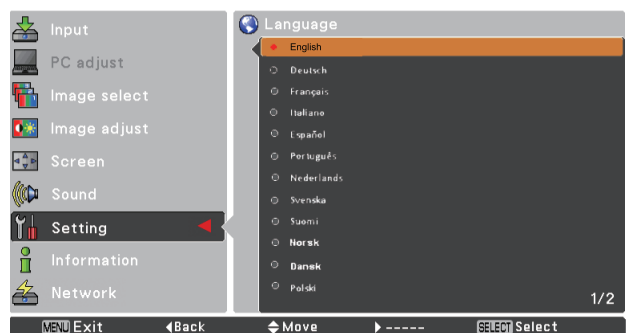 Input
PC adjust
Image select
Image adjust
Screen
Sound
Setting
Information
Network
Language
English
Deutsch
Français
Italiano
Español
Português
Nederlands
Svenska
Suomi
Norsk
Dansk
Polski
1/2
MENU Exit ◀Back Move ▶ ----- SELECT Select